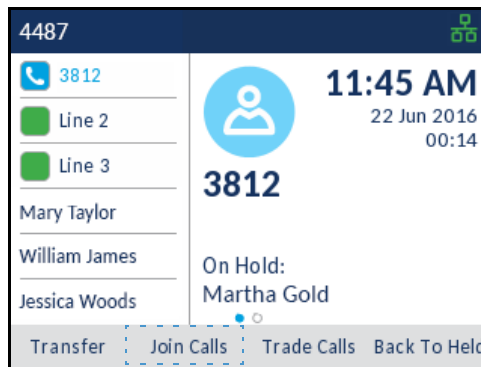 4487
3812
Line 2
Line 3
Mary Taylor
William James
Jessica Woods
11:45 AM
22 Jun 2016
00:14
3812
On Hold:
Martha Gold
Transfer Join Calls Trade Calls Back To Held